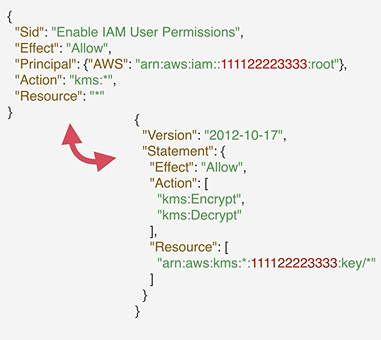 {
"Sid": "Enable IAM User Permissions",
"Effect": "Allow",
"Principal": {"AWS": "arn:aws:iam::111122223333:root"},
"Action": "kms:*",
"Resource": "*"
}
{
"Version": "2012-10-17",
"Statement": {
"Effect": "Allow",
"Action": [
"kms:Encrypt",
"kms:Decrypt"
],
"Resource": [
"arn:aws:kms:*:111122223333:key/*"
]
}
}